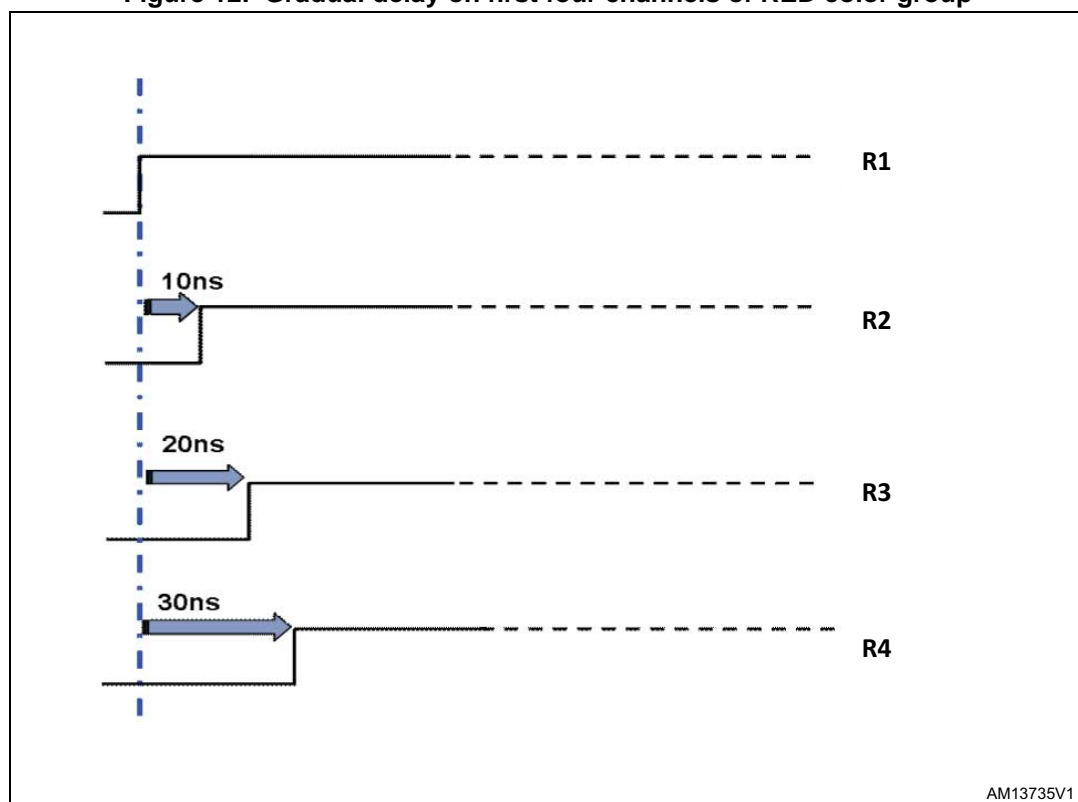 Figure 12. Gradual delay on first four channels of RED color group
R1
10ns
R2
20ns
R3
30ns
R4
AM13735V1